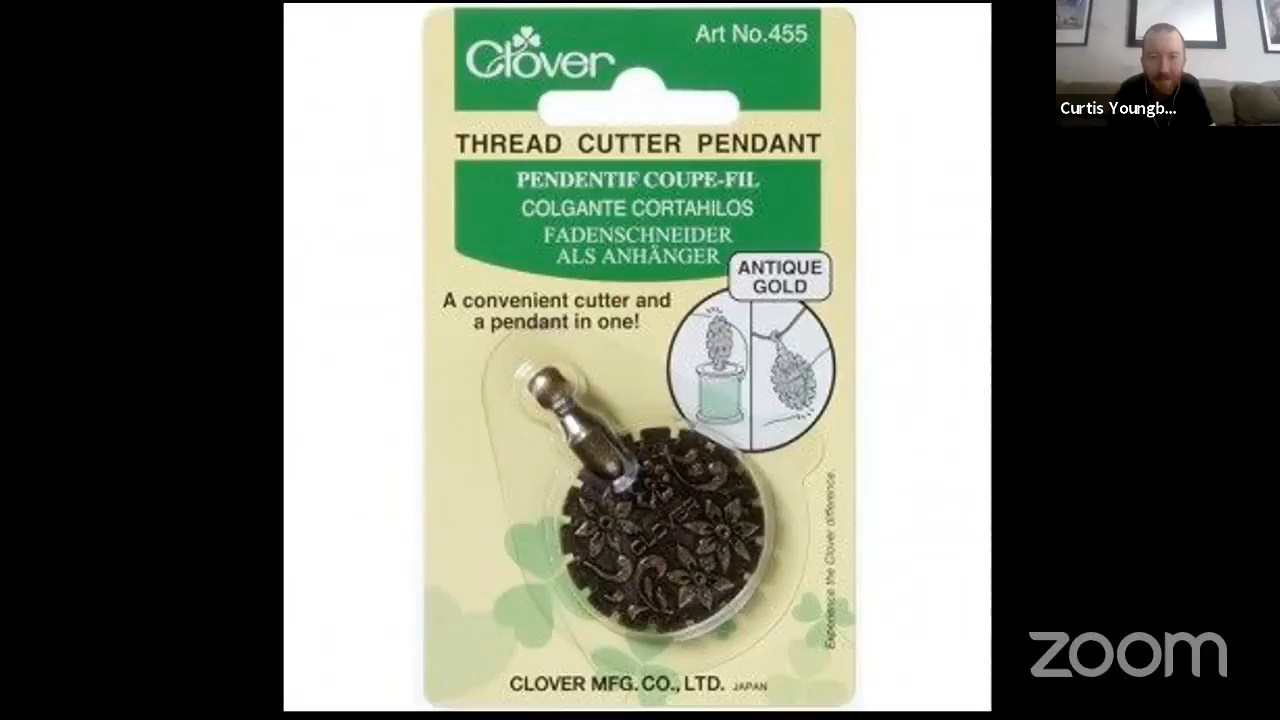 Clover
Art No.455
THREAD CUTTER PENDANT
PENDENTIF COUPE-FIL
COLGANTE CORTAHILOS
FADENSCHNEIDER
ALS ANHÄNGER
ANTIQUE
GOLD
A convenient cutter and
a pendant in one!
CLOVER
Experience the Clover difference.
CLOVER MFG. CO., LTD. JAPAN
Curtis Youngb...
zoom